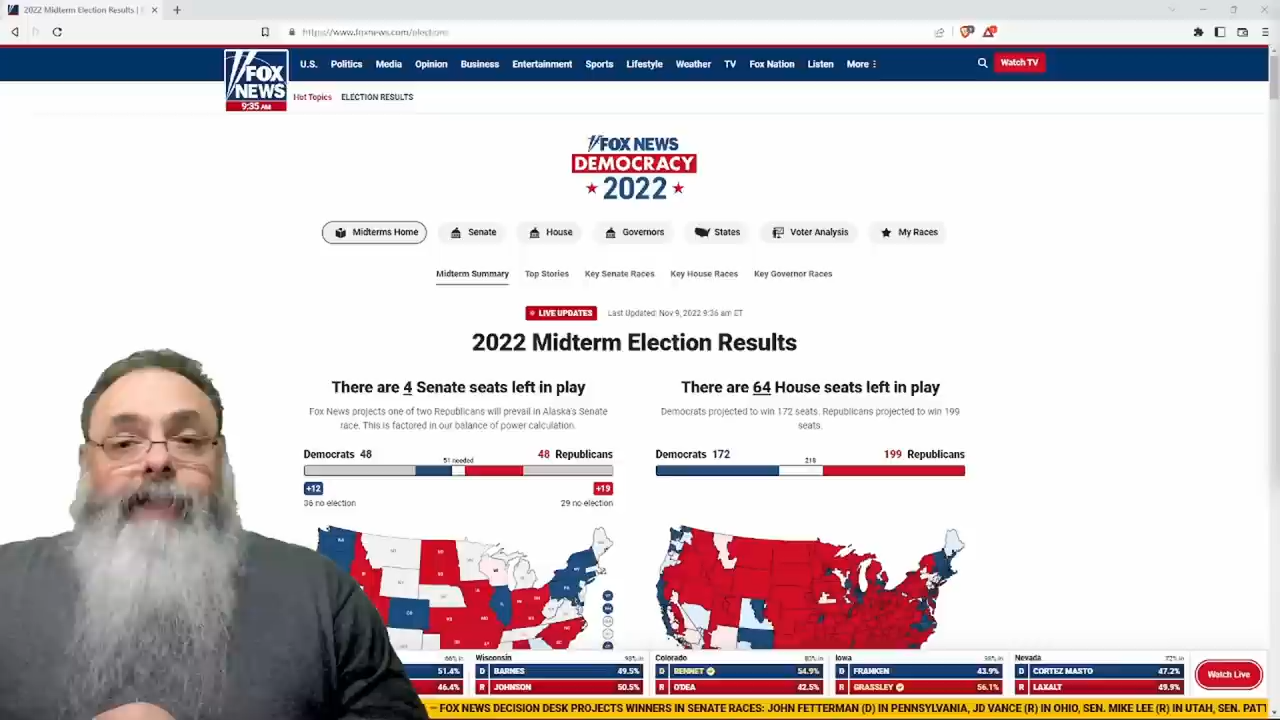 2022 Midterm Election Results |
https://www.foxnews.com/elections
FOX NEWS
9:35 AM
U.S. Politics Media Opinion Business Entertainment Sports Lifestyle Weather TV Fox Nation Listen More
Watch TV
Hot Topics ELECTION RESULTS
FOX NEWS
DEMOCRACY
2022
Midterms Home Senate House Governors States Voter Analysis My Races
Midterm Summary Top Stories Key Senate Races Key House Races Key Governor Races
LIVE UPDATES Last Updated: Nov 9, 2022 9:36 am ET
2022 Midterm Election Results
There are 4 Senate seats left in play
Fox News projects one of two Republicans will prevail in Alaska's Senate
race. This is factored in our balance of power calculation.
Democrats 48 51 needed 48 Republicans
+12 +19
36 no election 29 no election
There are 64 House seats left in play
Democrats projected to win 172 seats. Republicans projected to win 199
seats.
Democrats 172 218 199 Republicans
66% in
51.4%
46.4%
Wisconsin 98% in
D BARNES 49.5%
R JOHNSON 50.5%
Colorado 80% in
D BENNET 54.9%
R O'DEA 42.5%
Iowa
D FRANKEN 43.9%
R GRASSLEY 56.1%
Nevada 72% in
D CORTEZ MASTO 47.2%
R LAXALT 49.9%
Watch Live
FOX NEWS DECISION DESK PROJECTS WINNERS IN SENATE RACES: JOHN FETTERMAN (D) IN PENNSYLVANIA, JD VANCE (R) IN OHIO, SEN. MIKE LEE (R) IN UTAH, SEN. PATT